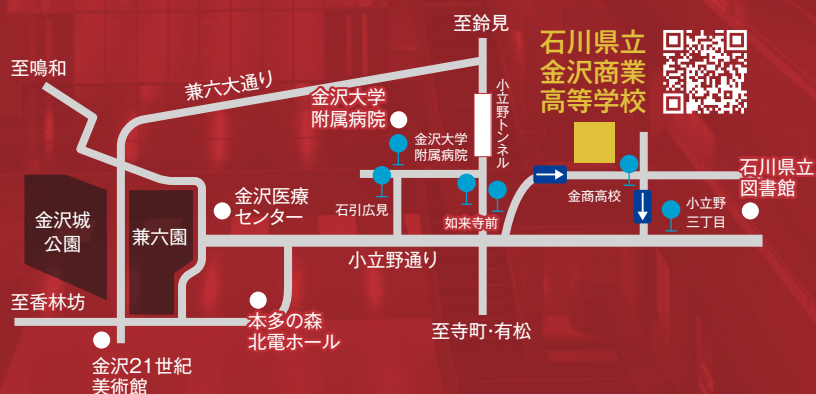 至鈴見
石川県立
金沢商業
高等学校
至鳴和
兼六大通り
金沢大学
附属病院
小立野トンネル
金沢大学
附属病院
石川県立
図書館
金商高校
小立野
三丁目
石引広見
如来寺前
金沢医療
センター
金沢城
公園
兼六園
小立野通り
至香林坊
本多の森
北電ホール
至寺町・有松
金沢21世紀
美術館